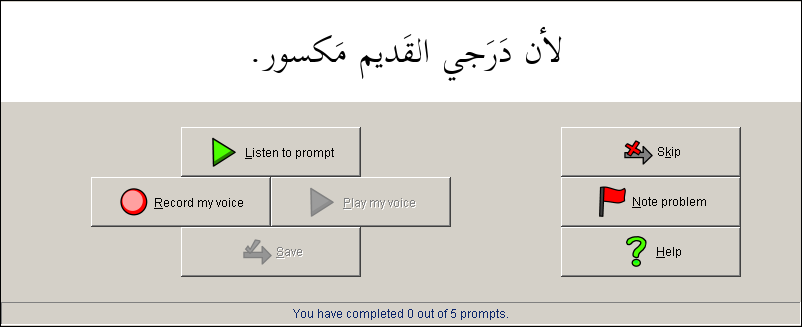 لأن دَرَجي القَديم مَكسور.
Listen to prompt
Skip
Record my voice
Play my voice
Note problem
Save
Help
You have completed 0 out of 5 prompts.